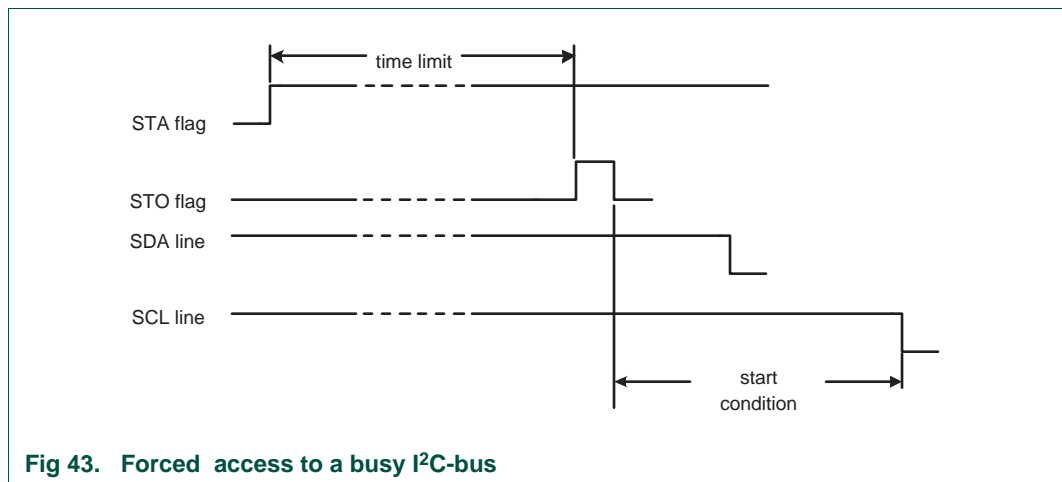 time limit
STA flag
STO flag
SDA line
SCL line
start
condition
Fig 43. Forced access to a busy I²C-bus